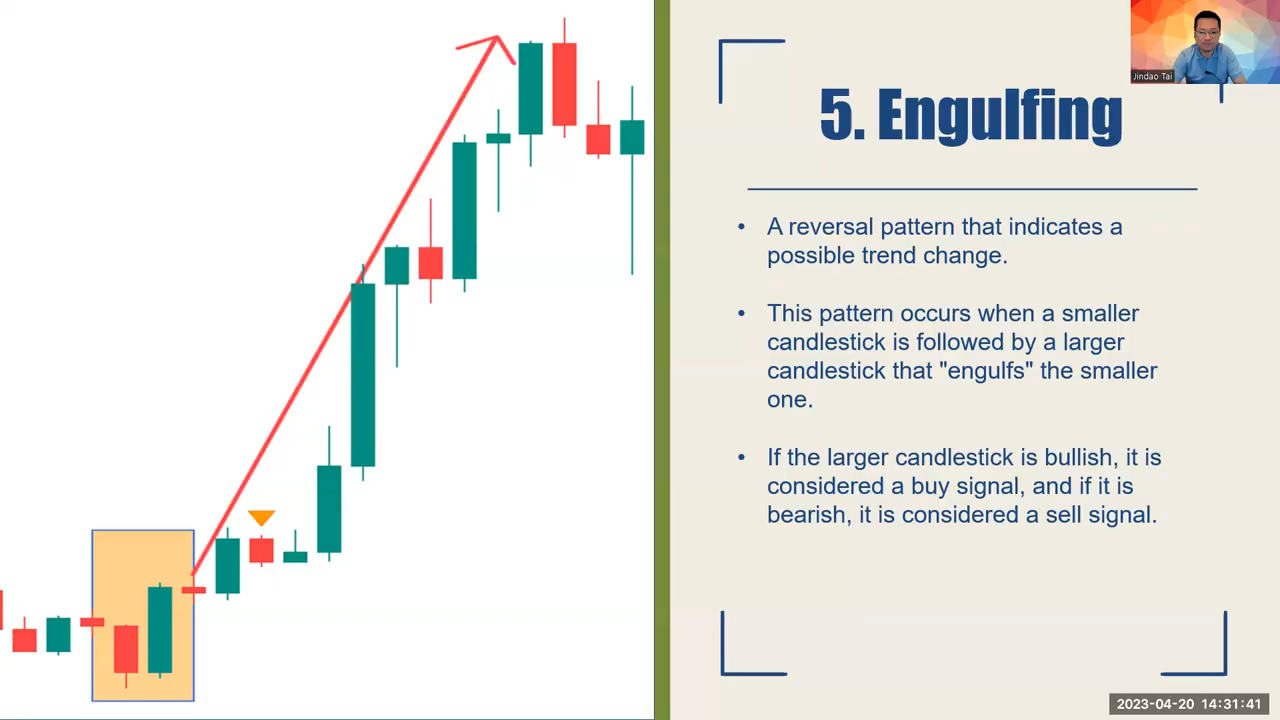 Jindao Tai
5. Engulfing
• A reversal pattern that indicates a
possible trend change.
• This pattern occurs when a smaller
candlestick is followed by a larger
candlestick that "engulfs" the smaller
one.
• If the larger candlestick is bullish, it is
considered a buy signal, and if it is
bearish, it is considered a sell signal.
2023-04-20 14:31:41